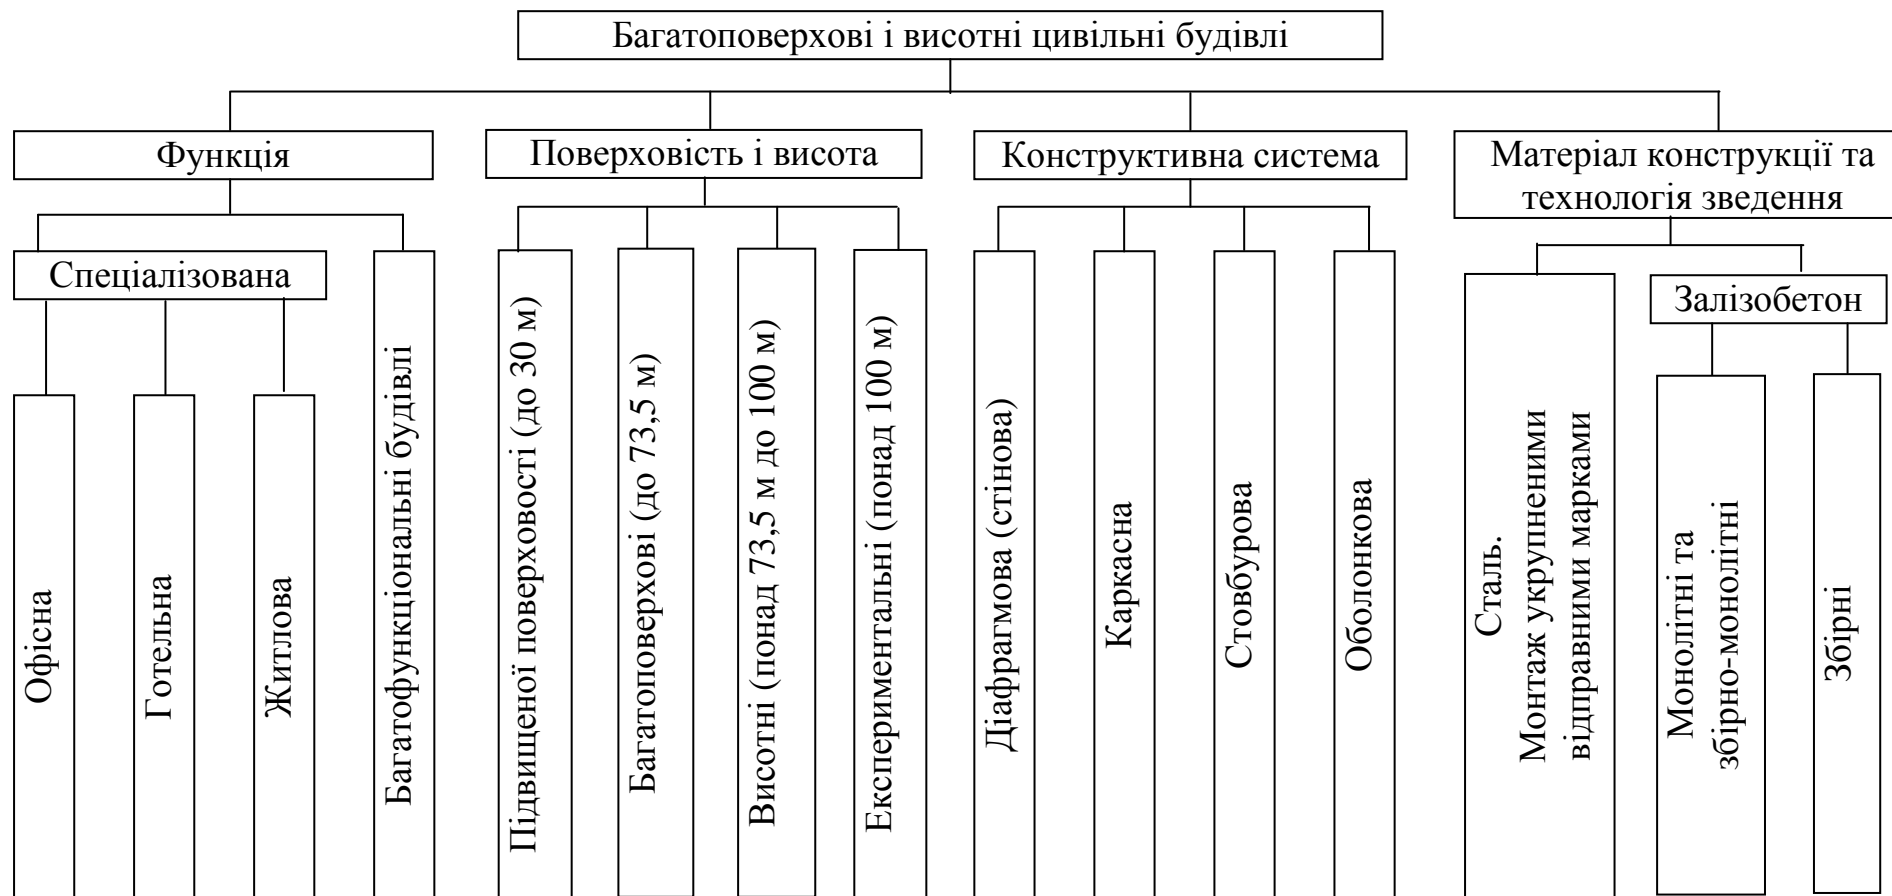 Багатоповерхові і висотні цивільні будівлі
Функція
Поверховість і висота
Конструктивна система
Матеріал конструкції та
технологія зведення
Спеціалізована
Залізобетон
Офісна
Готельна
Житлова
Багатофункціональні будівлі
Підвищеної поверховості (до 30 м)
Багатоповерхові (до 73,5 м)
Висотні (понад 73,5 м до 100 м)
Експериментальні (понад 100 м)
Діафрагмова (стінова)
Каркасна
Стовбурова
Оболонкова
Сталь.
Монтаж укрупненими
відправними марками
Монолітні та
збірно-монолітні
Збірні